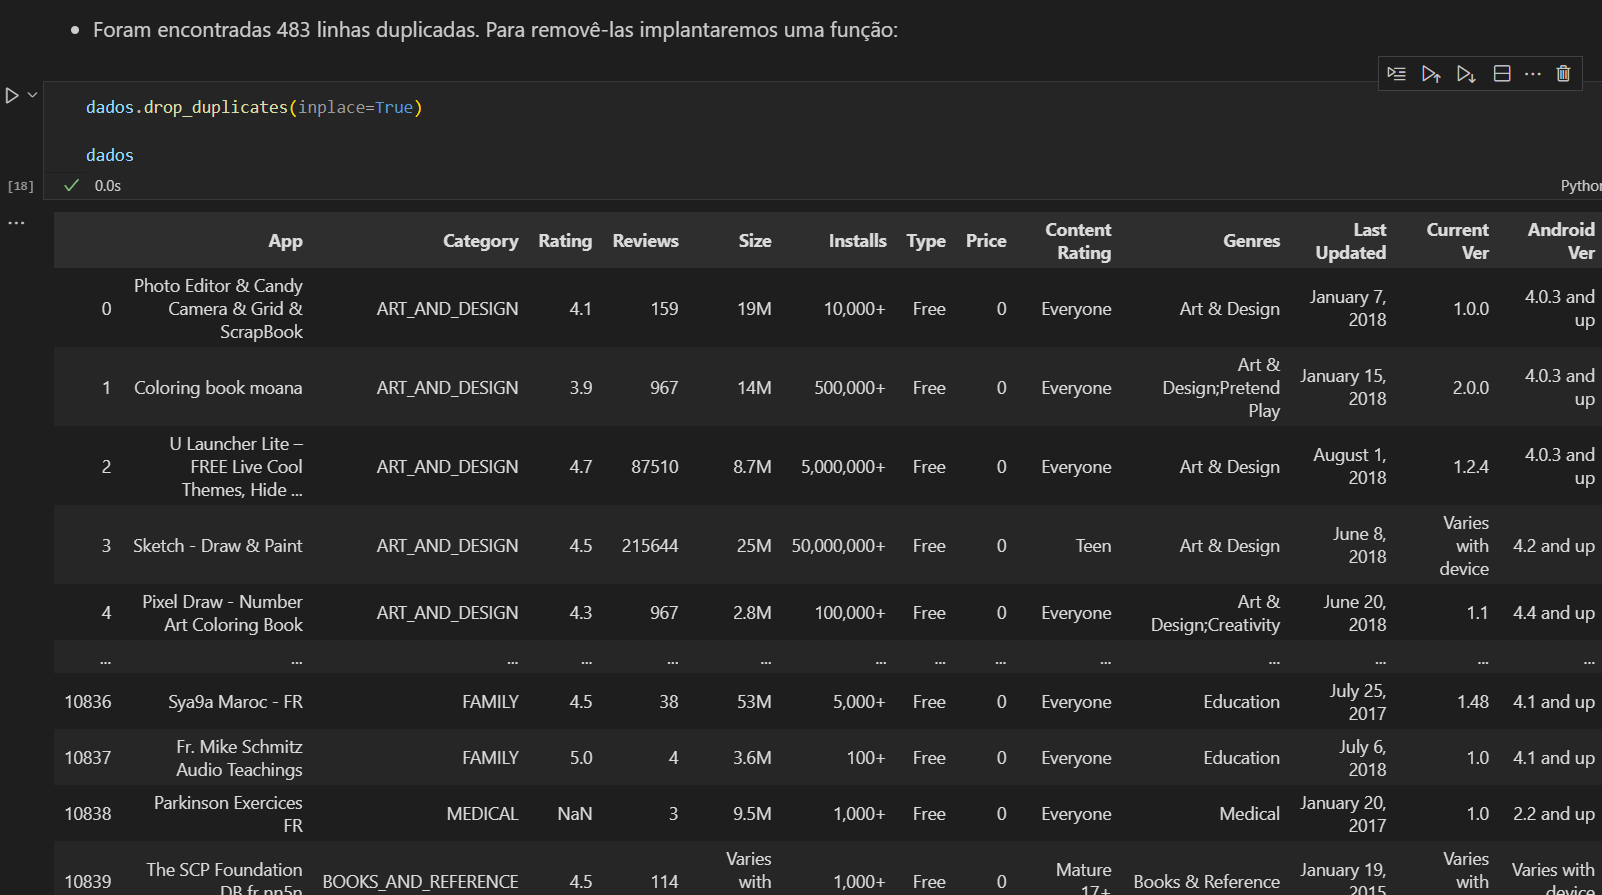 Foram encontradas 483 linhas duplicadas. Para removê-las implantaremos uma função:
dados.drop_duplicates(inplace=True)
dados
[18] 0.0s
Python
App Category Rating Reviews Size Installs Type Price Content Rating Genres Last Updated Current Ver Android Ver
0 Photo Editor & Candy Camera & Grid & ScrapBook ART_AND_DESIGN 4.1 159 19M 10,000+ Free 0 Everyone Art & Design January 7, 2018 1.0.0 4.0.3 and up
1 Coloring book moana ART_AND_DESIGN 3.9 967 14M 500,000+ Free 0 Everyone Art & Design;Pretend Play January 15, 2018 2.0.0 4.0.3 and up
2 U Launcher Lite – FREE Live Cool Themes, Hide ... ART_AND_DESIGN 4.7 87510 8.7M 5,000,000+ Free 0 Everyone Art & Design August 1, 2018 1.2.4 4.0.3 and up
3 Sketch - Draw & Paint ART_AND_DESIGN 4.5 215644 25M 50,000,000+ Free 0 Teen Art & Design June 8, 2018 Varies with device 4.2 and up
4 Pixel Draw - Number Art Coloring Book ART_AND_DESIGN 4.3 967 2.8M 100,000+ Free 0 Everyone Art & Design;Creativity June 20, 2018 1.1 4.4 and up
... ... ... ... ... ... ... ... ... ... ... ... ... ...
10836 Sya9a Maroc - FR FAMILY 4.5 38 53M 5,000+ Free 0 Everyone Education July 25, 2017 1.48 4.1 and up
10837 Fr. Mike Schmitz Audio Teachings FAMILY 5.0 4 3.6M 100+ Free 0 Everyone Education July 6, 2018 1.0 4.1 and up
10838 Parkinson Exercices FR MEDICAL NaN 3 9.5M 1,000+ Free 0 Everyone Medical January 20, 2017 1.0 2.2 and up
10839 The SCP Foundation DB fr nn5n BOOKS_AND_REFERENCE 4.5 114 Varies with 1,000+ Free 0 Mature 17+ Books & Reference January 19, 2015 Varies with Varies with device